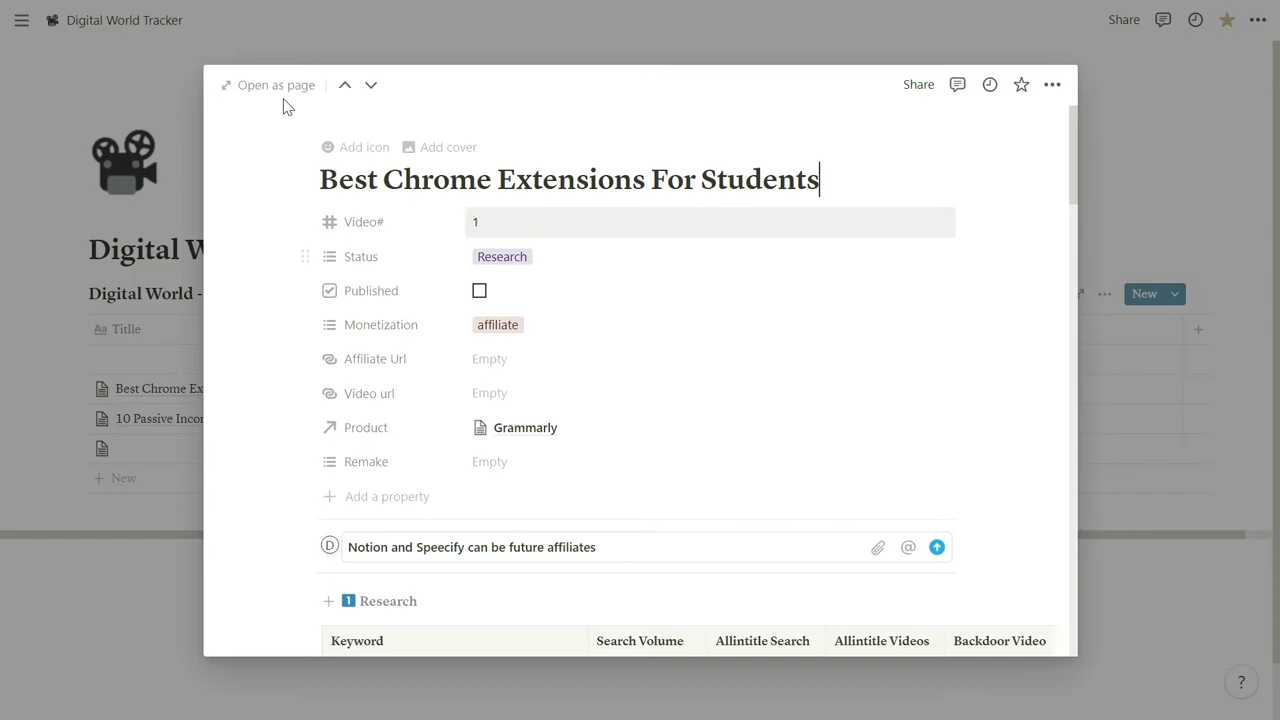 Digital World Tracker
Share
Open as page
Share
Add icon
Add cover
Best Chrome Extensions For Students
Video#
1
Status
Research
Published
Monetization
affiliate
Affiliate Url
Empty
Video url
Empty
Product
Grammarly
Remake
Empty
Add a property
D
Notion and Speecify can be future affiliates
1 Research
Keyword
Search Volume
Allintitle Search
Allintitle Videos
Backdoor Video
Digital
Digital World -
New
Aa Titlle
Best Chrome Ex
10 Passive Incor
New
?